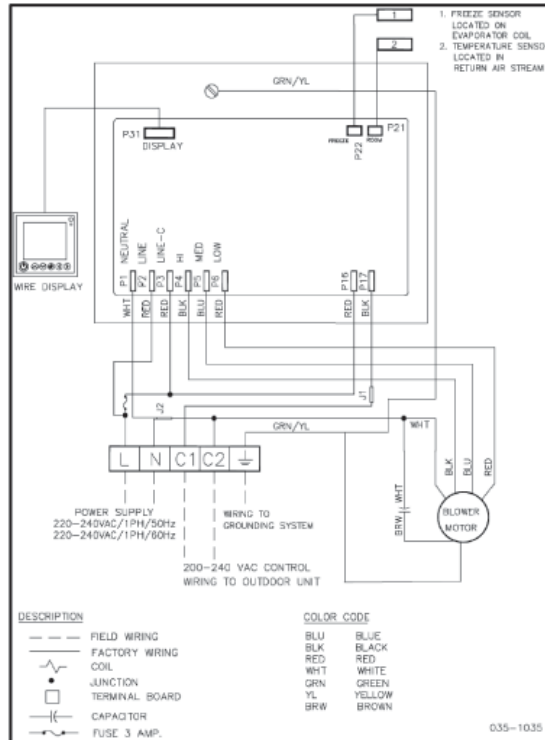 1
2
1. FREEZE SENSOR
LOCATED ON
EVAPORATOR COIL
2. TEMPERATURE SENSO
LOCATED IN
RETURN AIR STREAM
GRN/YL
P31
DISPLAY
FREEZE
P22
ROOM
P21
WIRE DISPLAY
NEUTRAL
LINE
LINE-C
HI
MED
LOW
P1
P2
P3
P4
P5
P6
P16
P17
WHT
RED
RED
BLK
BLU
RED
RED
BLK
J2
J1
GRN/YL
WHT
L
N
C1
C2
BLK
BLU
RED
WHT
BRW
BLOWER
MOTOR
POWER SUPPLY
220-240VAC/1PH/50Hz
220-240VAC/1PH/60Hz
WIRING TO
GROUNDING SYSTEM
200-240 VAC CONTROL
WIRING TO OUTDOOR UNIT
DESCRIPTION
FIELD WIRING
FACTORY WIRING
COIL
JUNCTION
TERMINAL BOARD
CAPACITOR
FUSE 3 AMP.
COLOR CODE
BLU BLUE
BLK BLACK
RED RED
WHT WHITE
GRN GREEN
YL YELLOW
BRW BROWN
035-1035